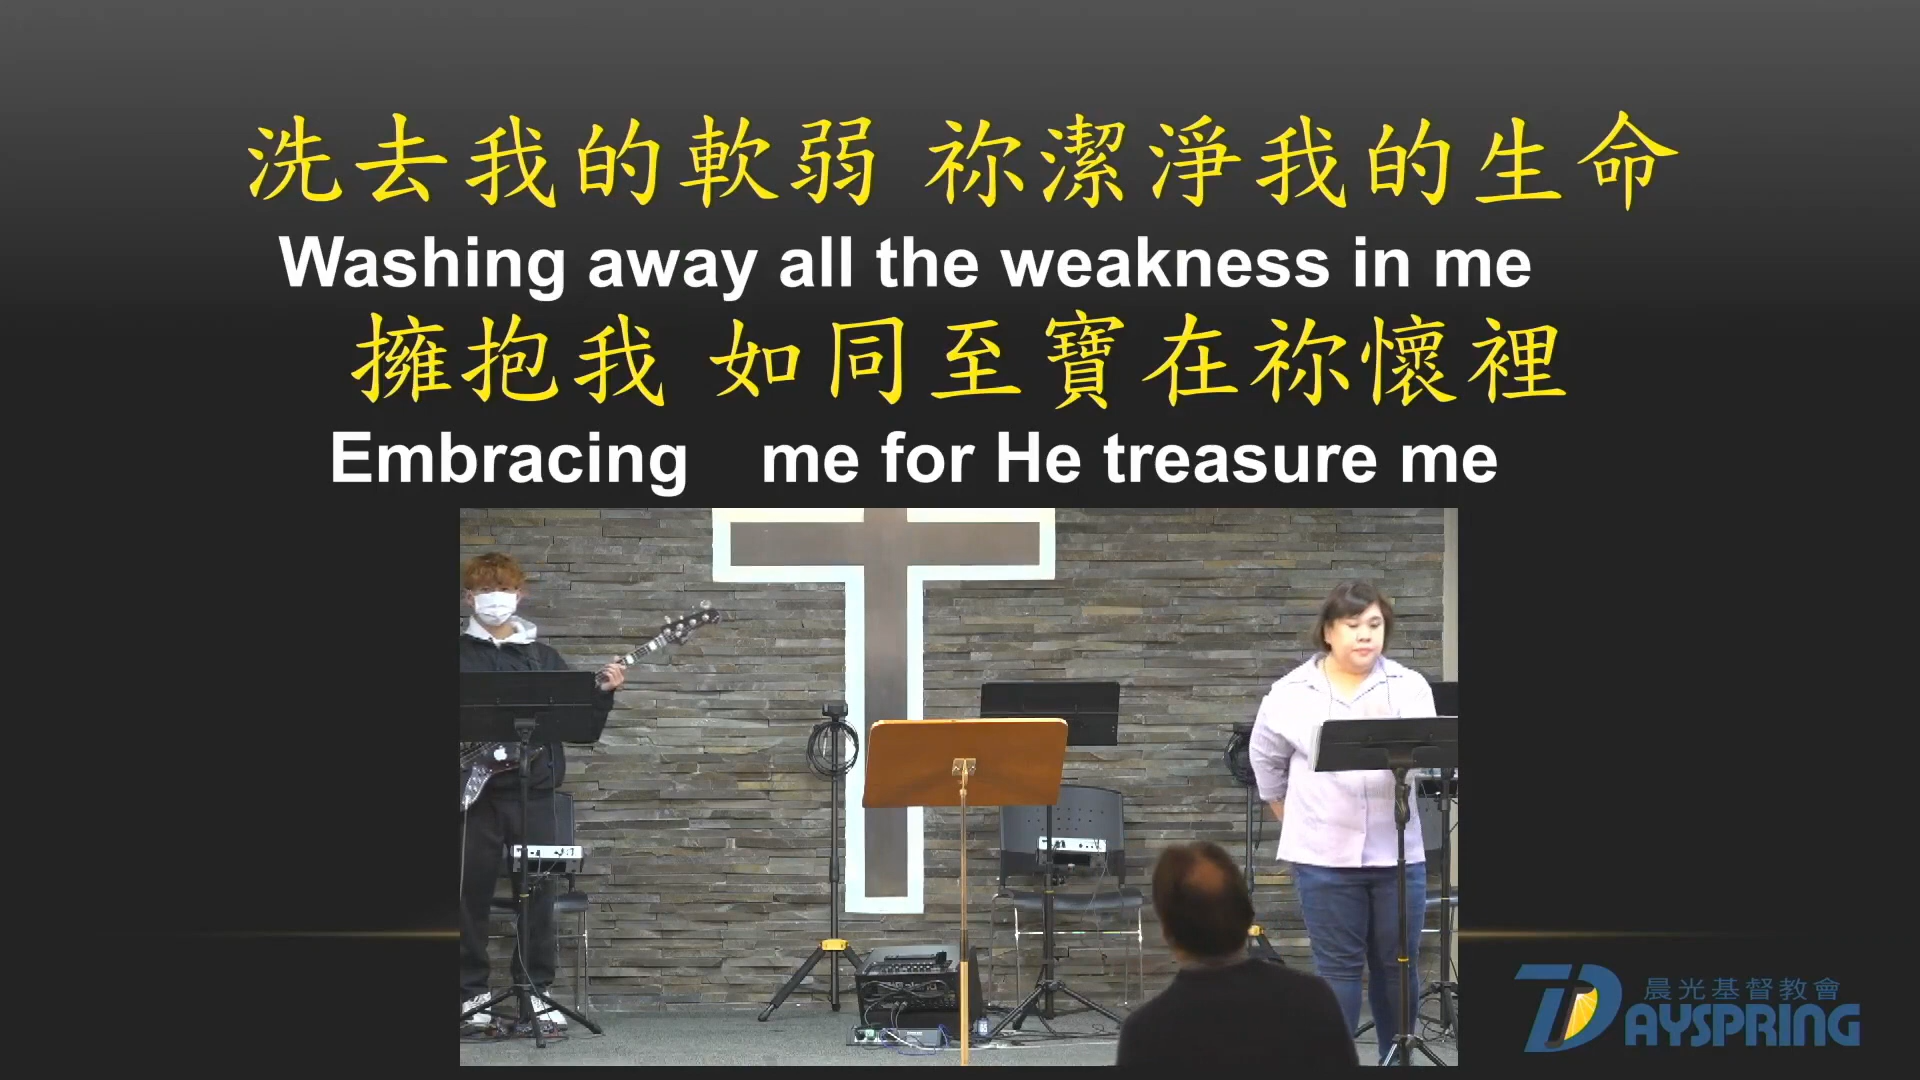 洗去我的軟弱 祢潔淨我的生命
Washing away all the weakness in me
擁抱我 如同至寶在祢懷裡
Embracing me for He treasure me
晨光基督教會
DAYSPRING